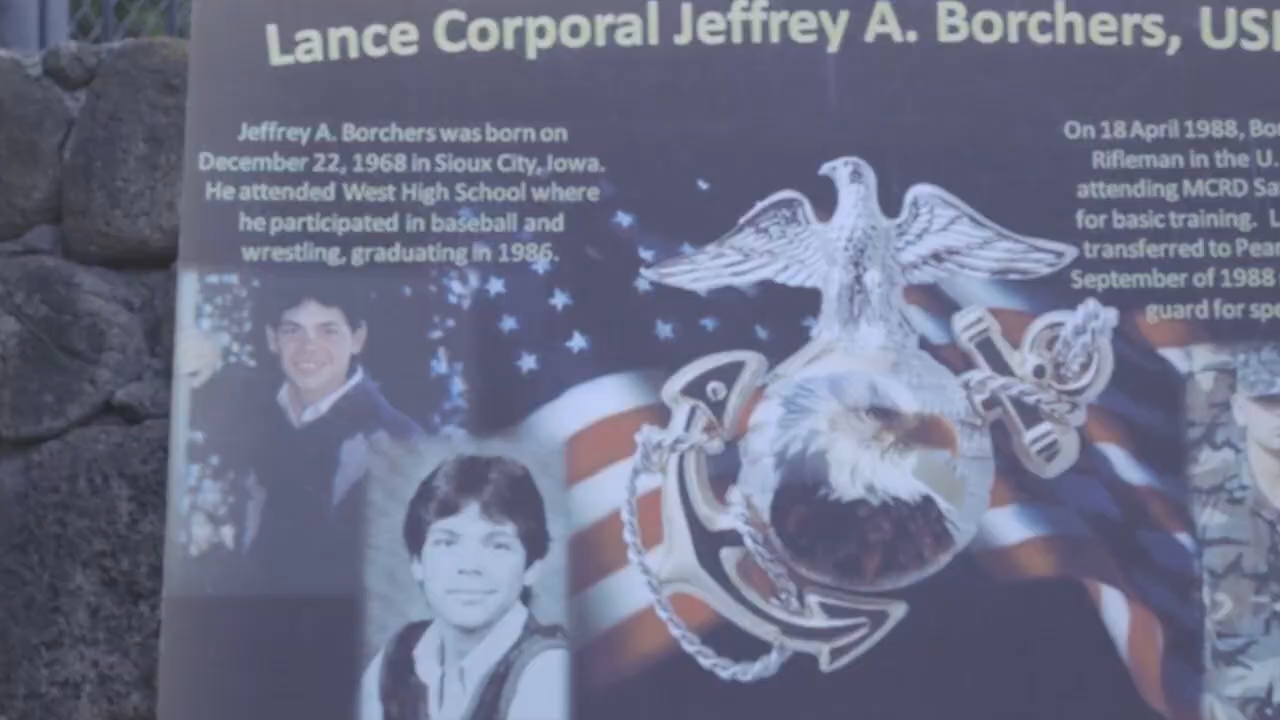 Lance Corporal Jeffrey A. Borchers,
Jeffrey A. Borchers was born on
December 22, 1968 in Sioux City, Iowa.
He attended West High School where
he participated in baseball and
wrestling, graduating in 1986.
On 18 April 1988,
Rifleman in the U.
attending MCRD
for basic training.
transferred to
September of 1988
guard for